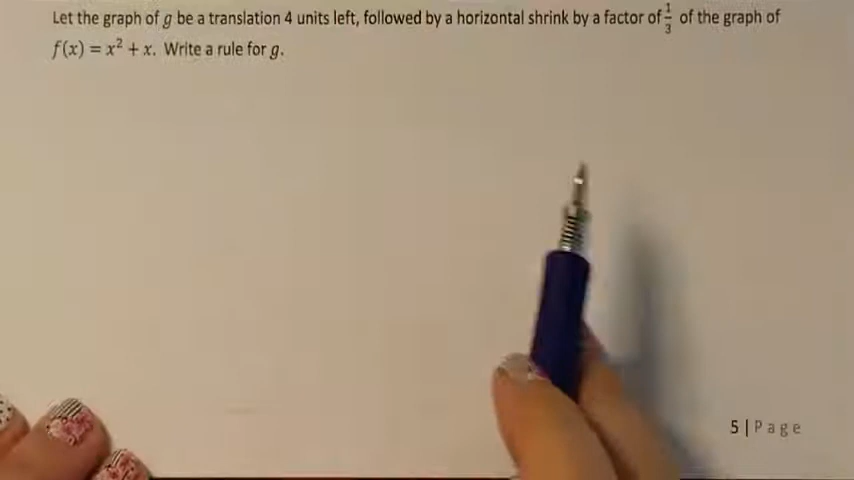 Let the graph of g be a translation 4 units left, followed by a horizontal shrink by a factor of 1/3 of the graph of
f(x) = x² + x. Write a rule for g.
5 | P a g e